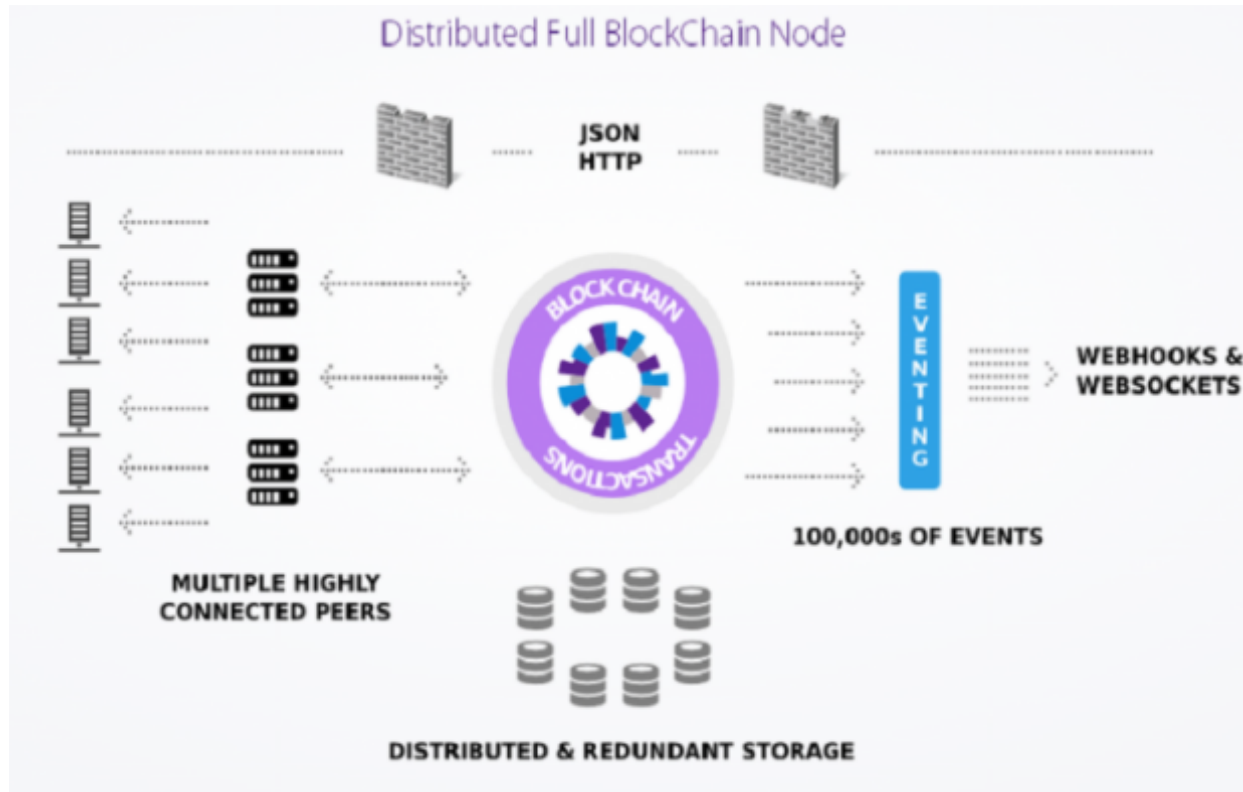 Distributed Full BlockChain Node
JSON
HTTP
BLOCK CHAIN
TRANSACTIONS
EVENTING
WEBHOOKS &
WEBSOCKETS
100,000s OF EVENTS
MULTIPLE HIGHLY
CONNECTED PEERS
DISTRIBUTED & REDUNDANT STORAGE